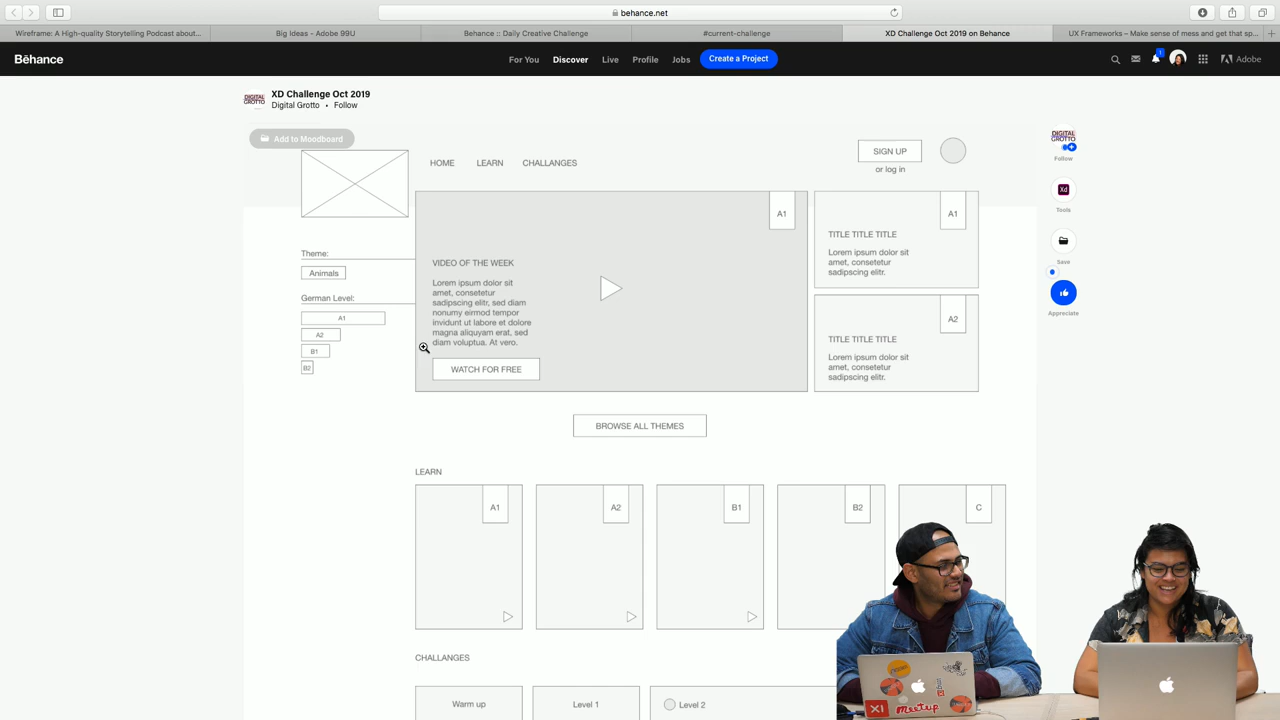 behance.net
Wireframe: A High-quality Storytelling Podcast about...
Big Ideas - Adobe 99U
Behance :: Daily Creative Challenge
#current-challenge
XD Challenge Oct 2019 on Behance
UX Frameworks – Make sense of mess and get that sp...
Bēhance
For You
Discover
Live
Profile
Jobs
Create a Project
1
Adobe
DIGITAL GROTTO
XD Challenge Oct 2019
Digital Grotto • Follow
Add to Moodboard
HOME
LEARN
CHALLANGES
SIGN UP
or log in
DIGITAL GROTTO
Follow
Xd
Tools
Save
Appreciate
Theme:
Animals
German Level:
A1
A2
B1
B2
A1
VIDEO OF THE WEEK
Lorem ipsum dolor sit
amet, consetetur
sadipscing elitr, sed diam
nonumy eirmod tempor
invidunt ut labore et dolore
magna aliquyam erat, sed
diam voluptua. At vero.
WATCH FOR FREE
A1
TITLE TITLE TITLE
Lorem ipsum dolor sit
amet, consetetur
sadipscing elitr.
A2
TITLE TITLE TITLE
Lorem ipsum dolor sit
amet, consetetur
sadipscing elitr.
BROWSE ALL THEMES
LEARN
A1
A2
B1
B2
C
CHALLANGES
Warm up
Level 1
Level 2
X1
meetup